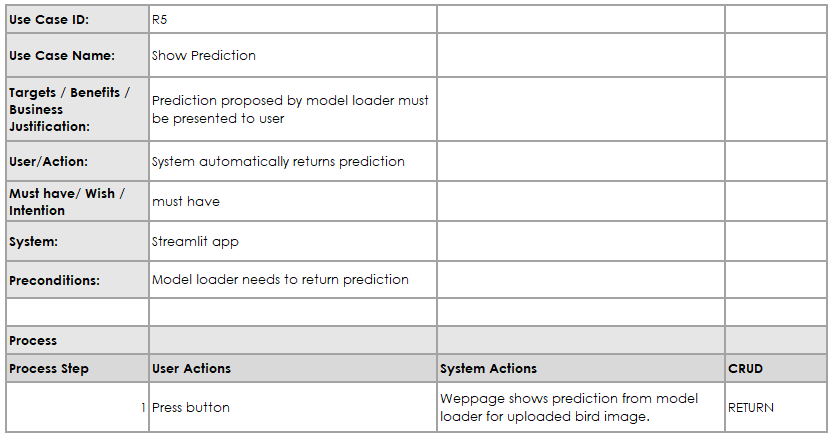 Use Case ID: R5
Use Case Name: Show Prediction
Targets / Benefits /
Business
Justification:
Prediction proposed by model loader must
be presented to user
User/Action: System automatically returns prediction
Must have/ Wish /
Intention
must have
System: Streamlit app
Preconditions: Model loader needs to return prediction
Process
Process Step User Actions System Actions CRUD
1 Press button
Weppage shows prediction from model
loader for uploaded bird image.
RETURN